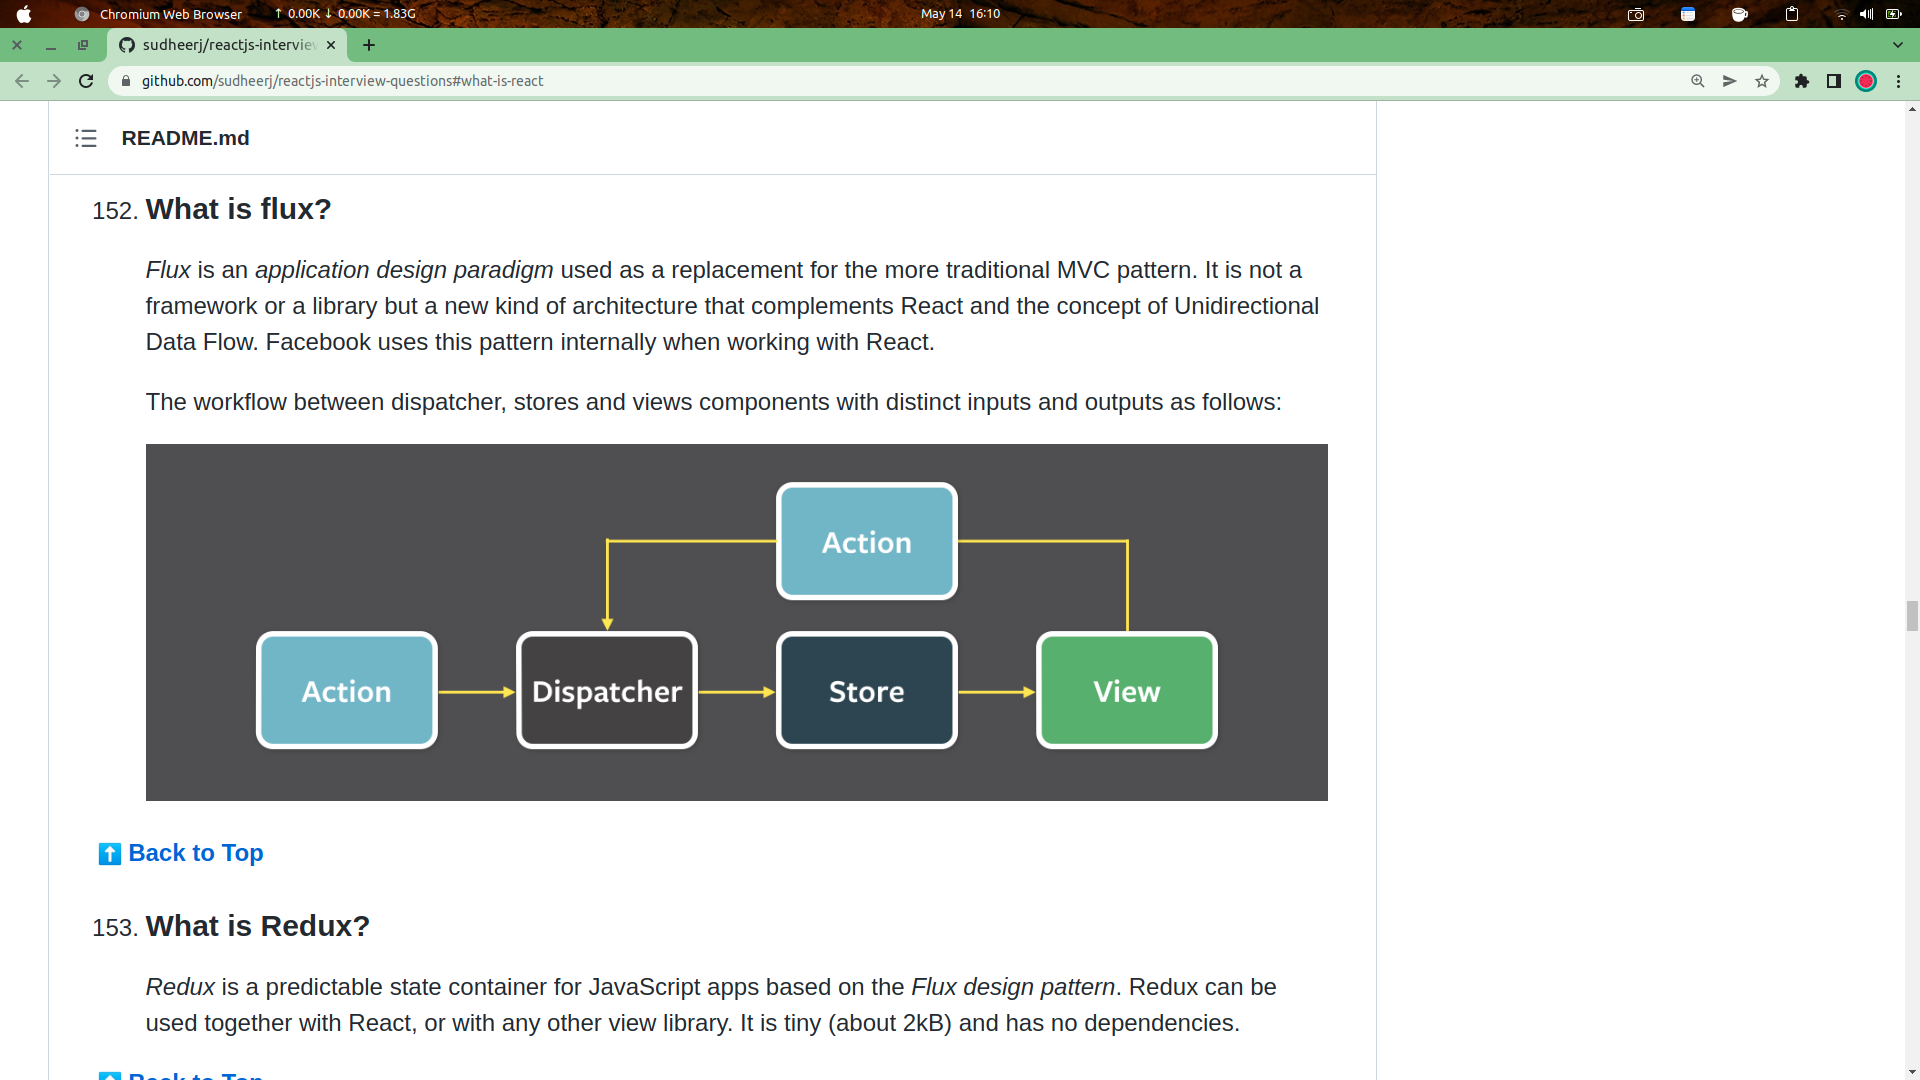 Chromium Web Browser ↑ 0.00K ↓ 0.00K = 1.83G May 14 16:10
sudheerj/reactjs-interview
github.com/sudheerj/reactjs-interview-questions#what-is-react
README.md
152. What is flux?
Flux is an application design paradigm used as a replacement for the more traditional MVC pattern. It is not a
framework or a library but a new kind of architecture that complements React and the concept of Unidirectional
Data Flow. Facebook uses this pattern internally when working with React.
The workflow between dispatcher, stores and views components with distinct inputs and outputs as follows:
Action
Action Dispatcher Store View
Back to Top
153. What is Redux?
Redux is a predictable state container for JavaScript apps based on the Flux design pattern. Redux can be
used together with React, or with any other view library. It is tiny (about 2kB) and has no dependencies.
Back to Top